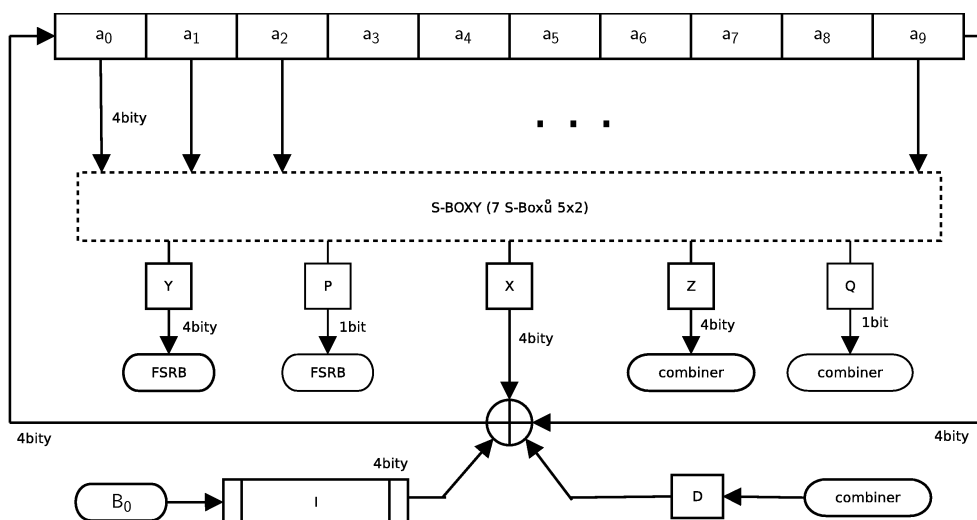 a0 a1 a2 a3 a4 a5 a6 a7 a8 a9
4bity
. . .
S-BOXY (7 S-Boxů 5x2)
Y P X Z Q
4bity 1bit 4bity 4bity 1bit
FSRB FSRB combiner combiner
4bity 4bity
4bity
B0 I D combiner